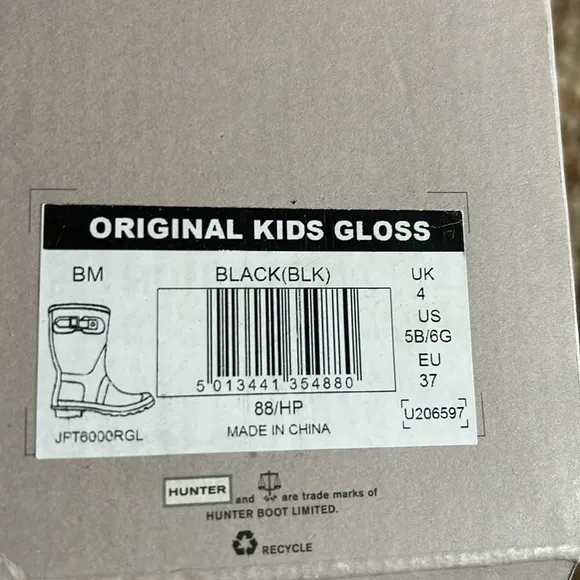 ORIGINAL KIDS GLOSS
BM
BLACK(BLK)
UK
4
US
5B/6G
EU
37
5 013441 354880
88/HP
MADE IN CHINA
U206597
JFT6000RGL
HUNTER and are trade marks of
HUNTER BOOT LIMITED.
RECYCLE